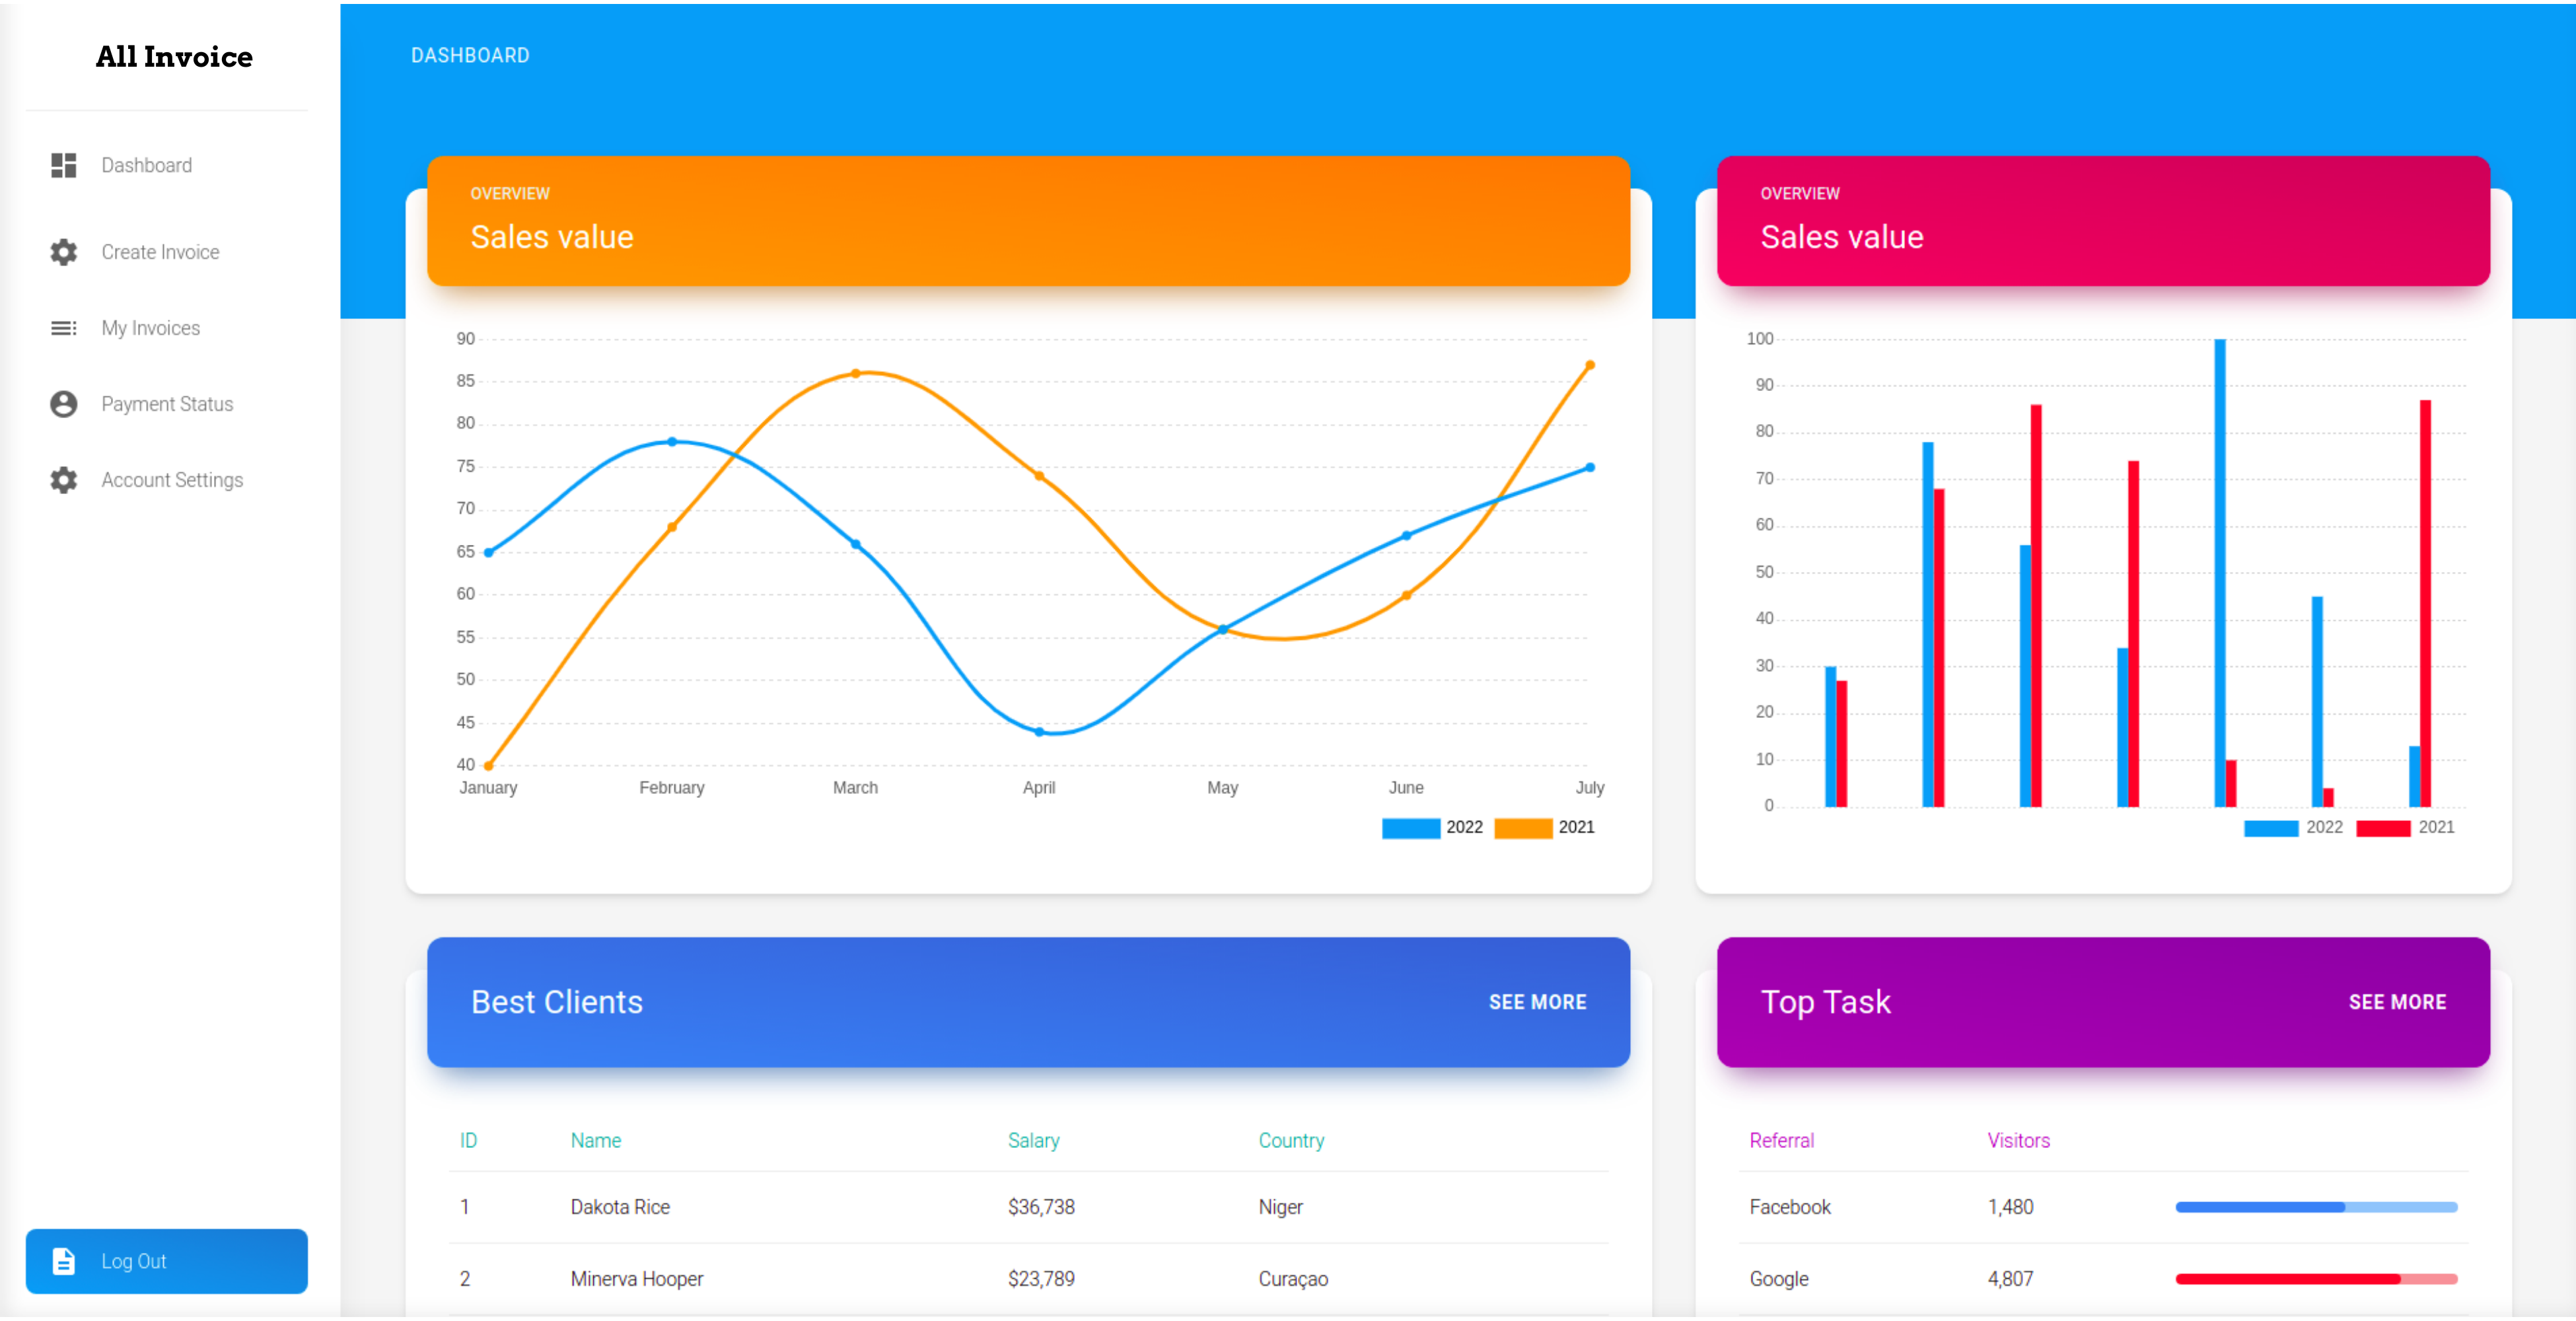 All Invoice
Dashboard
Create Invoice
My Invoices
Payment Status
Account Settings
Log Out
DASHBOARD
OVERVIEW
Sales value
90
85
80
75
70
65
60
55
50
45
40
January February March April May June July
2022 2021
OVERVIEW
Sales value
100
90
80
70
60
50
40
30
20
10
0
2022 2021
Best Clients SEE MORE
ID Name Salary Country
1 Dakota Rice $36,738 Niger
2 Minerva Hooper $23,789 Curaçao
Top Task SEE MORE
Referral Visitors
Facebook 1,480
Google 4,807